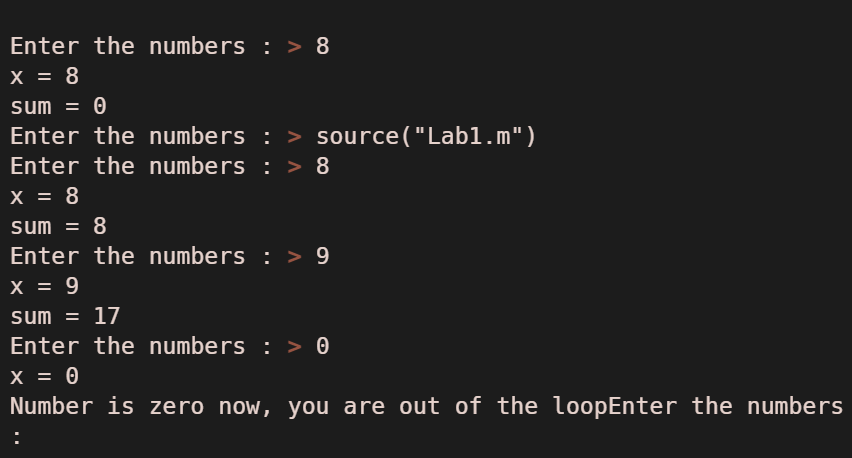 Enter the numbers : > 8
x = 8
sum = 0
Enter the numbers : > source("Lab1.m")
Enter the numbers : > 8
x = 8
sum = 8
Enter the numbers : > 9
x = 9
sum = 17
Enter the numbers : > 0
x = 0
Number is zero now, you are out of the loopEnter the numbers
: